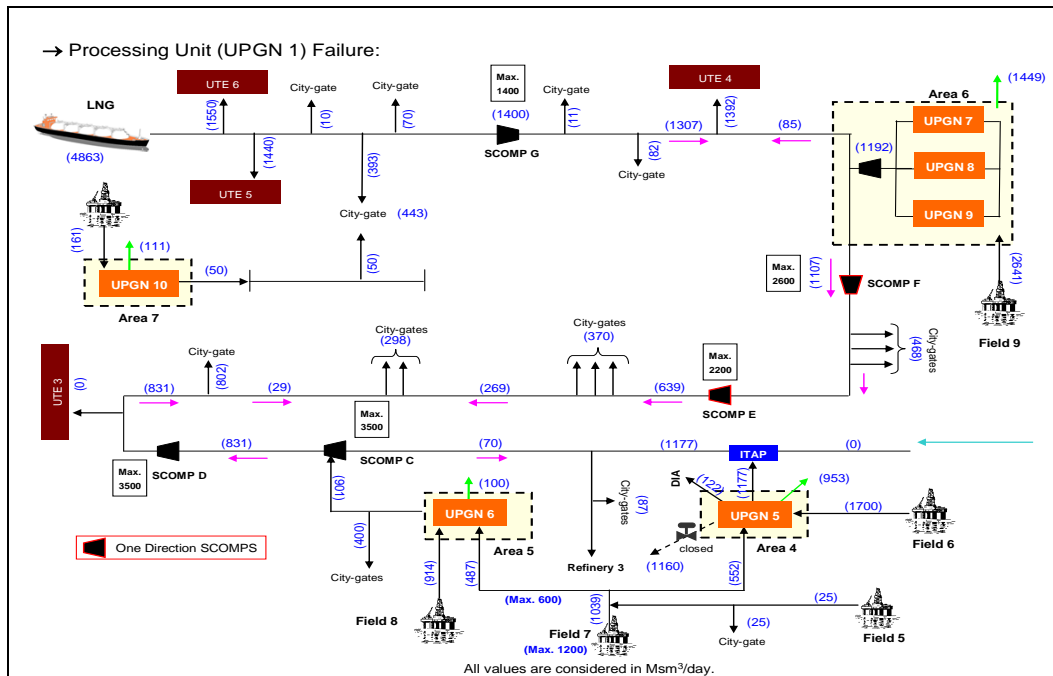 → Processing Unit (UPGN 1) Failure:
LNG
(4863)
UTE 6
(1550)
(1440)
UTE 5
City-gate
(10)
City-gate
(70)
(393)
City-gate
(443)
(50)
Max.
1400
(1400)
SCOMP G
City-gate
(11)
(82)
City-gate
UTE 4
(1392)
(1307)
(85)
(1449)
Area 6
UPGN 7
UPGN 8
UPGN 9
(1192)
(2641)
Field 9
(161)
(111)
UPGN 10
(50)
Area 7
Max.
2600
(1107)
SCOMP F
City-gates
(468)
UTE 3
(0)
(831)
City-gate
(802)
(29)
City-gates
(298)
(269)
City-gates
(370)
(639)
Max.
2200
SCOMP E
Max.
3500
SCOMP D
(831)
Max.
3500
SCOMP C
(70)
(1177)
ITAP
(0)
(901)
(400)
City-gates
(100)
UPGN 6
Area 5
(914)
(487)
Field 8
City-gates
(87)
Refinery 3
DIA
(122)
(1177)
(953)
UPGN 5
Area 4
closed
(1160)
(552)
(1700)
Field 6
(Max. 600)
(1039)
Field 7
(Max. 1200)
(25)
(25)
City-gate
Field 5
One Direction SCOMPS
All values are considered in Msm³/day.